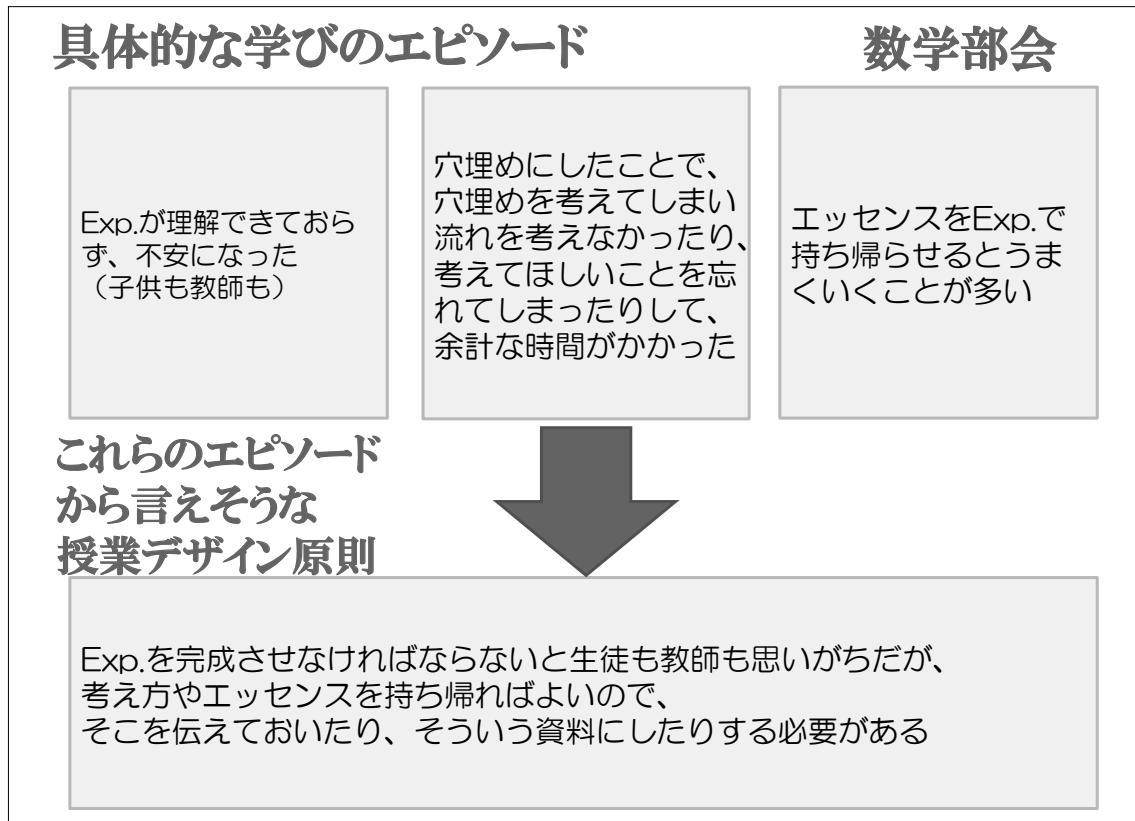 具体的な学びのエピソード
数学部会
Exp.が理解できておら
ず、不安になった
（子供も教師も）
穴埋めにしたことで、
穴埋めを考えてしまい
流れを考えなかったり、
考えてほしいことを忘
れてしまったりして、
余計な時間がかかった
エッセンスをExp.で
持ち帰らせるとうま
くいくことが多い
これらのエピソード
から言えそうな
授業デザイン原則
Exp.を完成させなければならないと生徒も教師も思いがちだが、
考え方やエッセンスを持ち帰ればよいので、
そこを伝えておいたり、そういう資料にしたりする必要がある